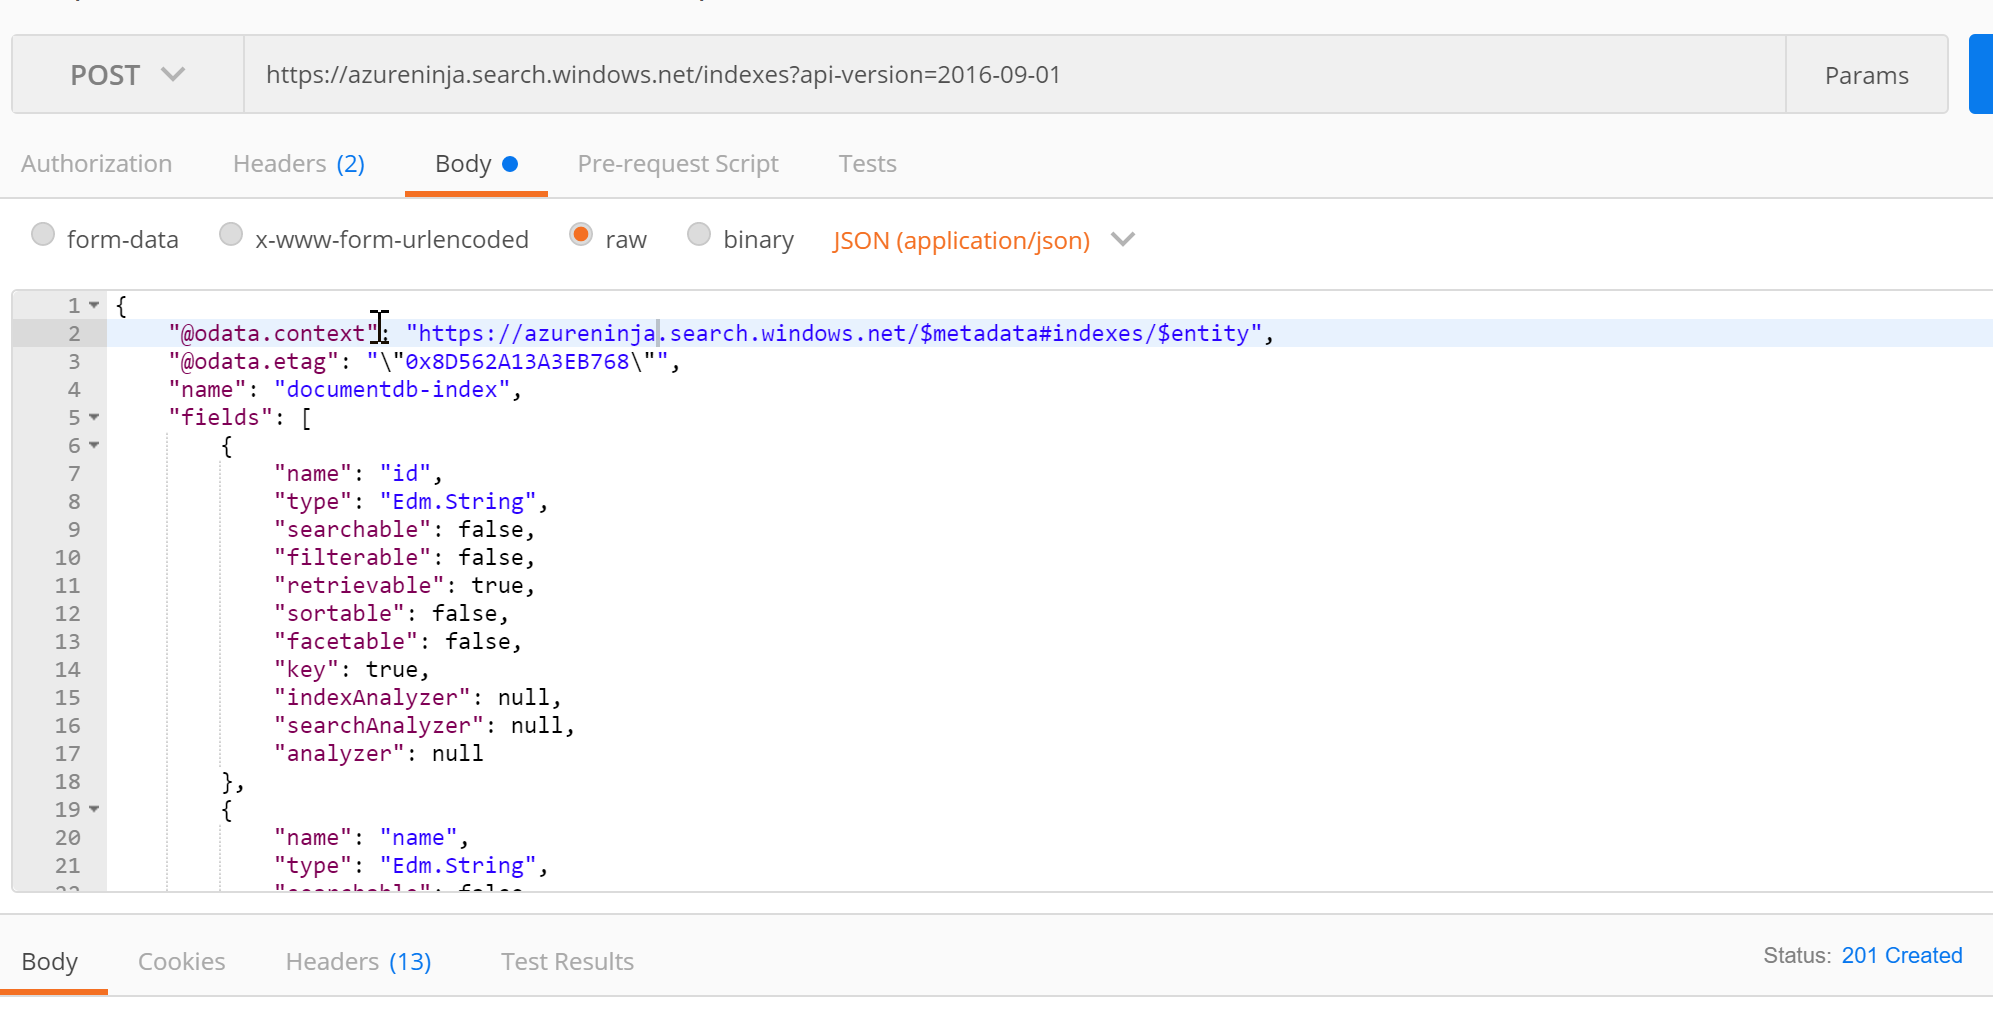 POST https://azureninja.search.windows.net/indexes?api-version=2016-09-01 Params
Authorization Headers (2) Body Pre-request Script Tests
form-data x-www-form-urlencoded raw binary JSON (application/json)
1 {
2 "@odata.context": "https://azureninja.search.windows.net/$metadata#indexes/$entity",
3 "@odata.etag": "\"0x8D562A13A3EB768\"",
4 "name": "documentdb-index",
5 "fields": [
6 {
7 "name": "id",
8 "type": "Edm.String",
9 "searchable": false,
10 "filterable": false,
11 "retrievable": true,
12 "sortable": false,
13 "facetable": false,
14 "key": true,
15 "indexAnalyzer": null,
16 "searchAnalyzer": null,
17 "analyzer": null
18 },
19 {
20 "name": "name",
21 "type": "Edm.String",
22 "searchable": false
Body Cookies Headers (13) Test Results Status: 201 Created